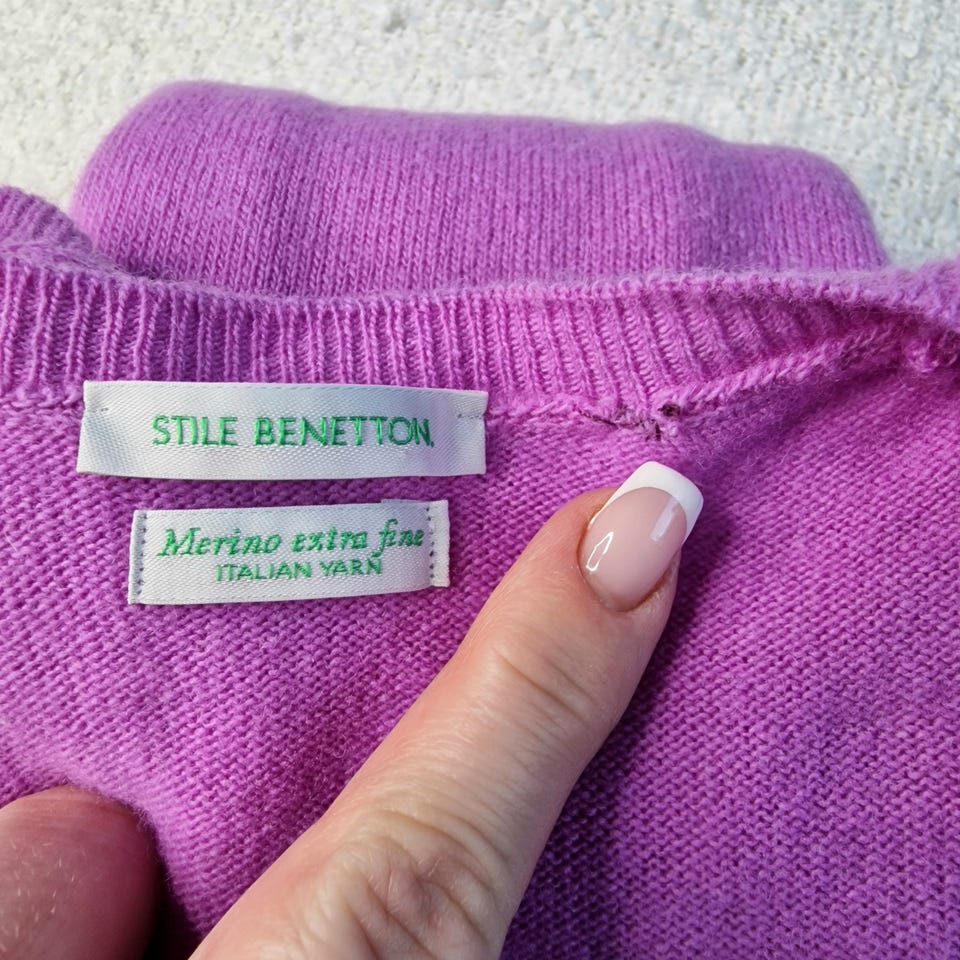 STILE BENETTON.
Merino extra fine
ITALIAN YARN